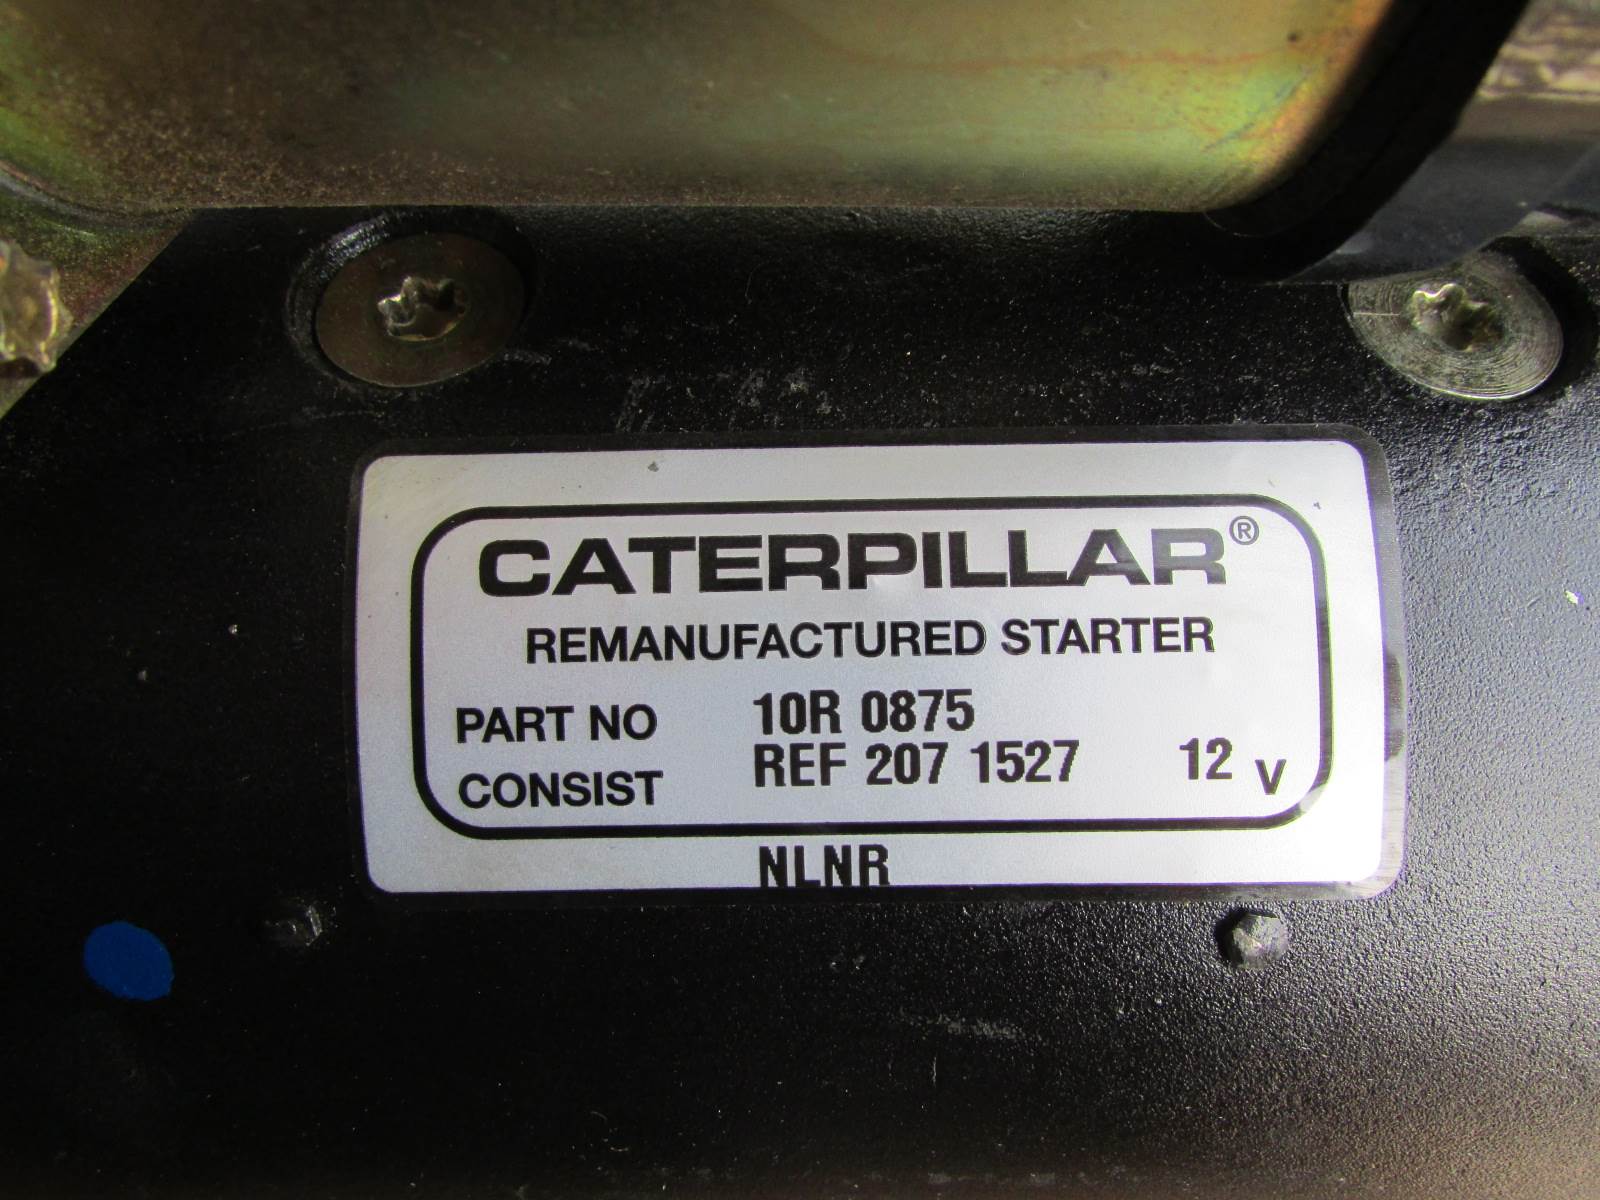 CATERPILLAR®
REMANUFACTURED STARTER
PART NO 10R 0875
CONSIST REF 207 1527 12 V
NLNR